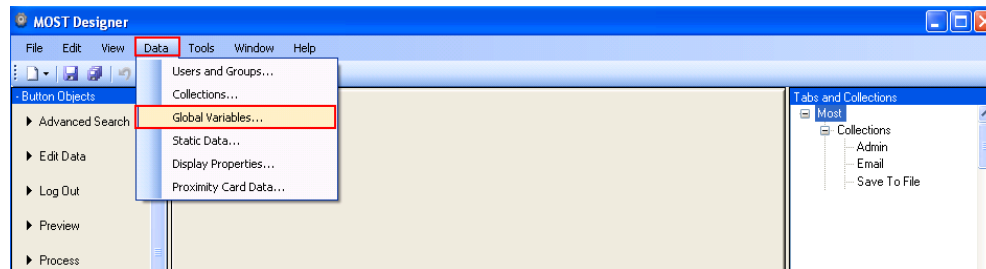 MOST Designer
File Edit View Data Tools Window Help
Users and Groups...
Collections...
Global Variables...
Static Data...
Display Properties...
Proximity Card Data...
- Button Objects
Advanced Search
Edit Data
Log Out
Preview
Process
Tabs and Collections
Most
Collections
Admin
Email
Save To File